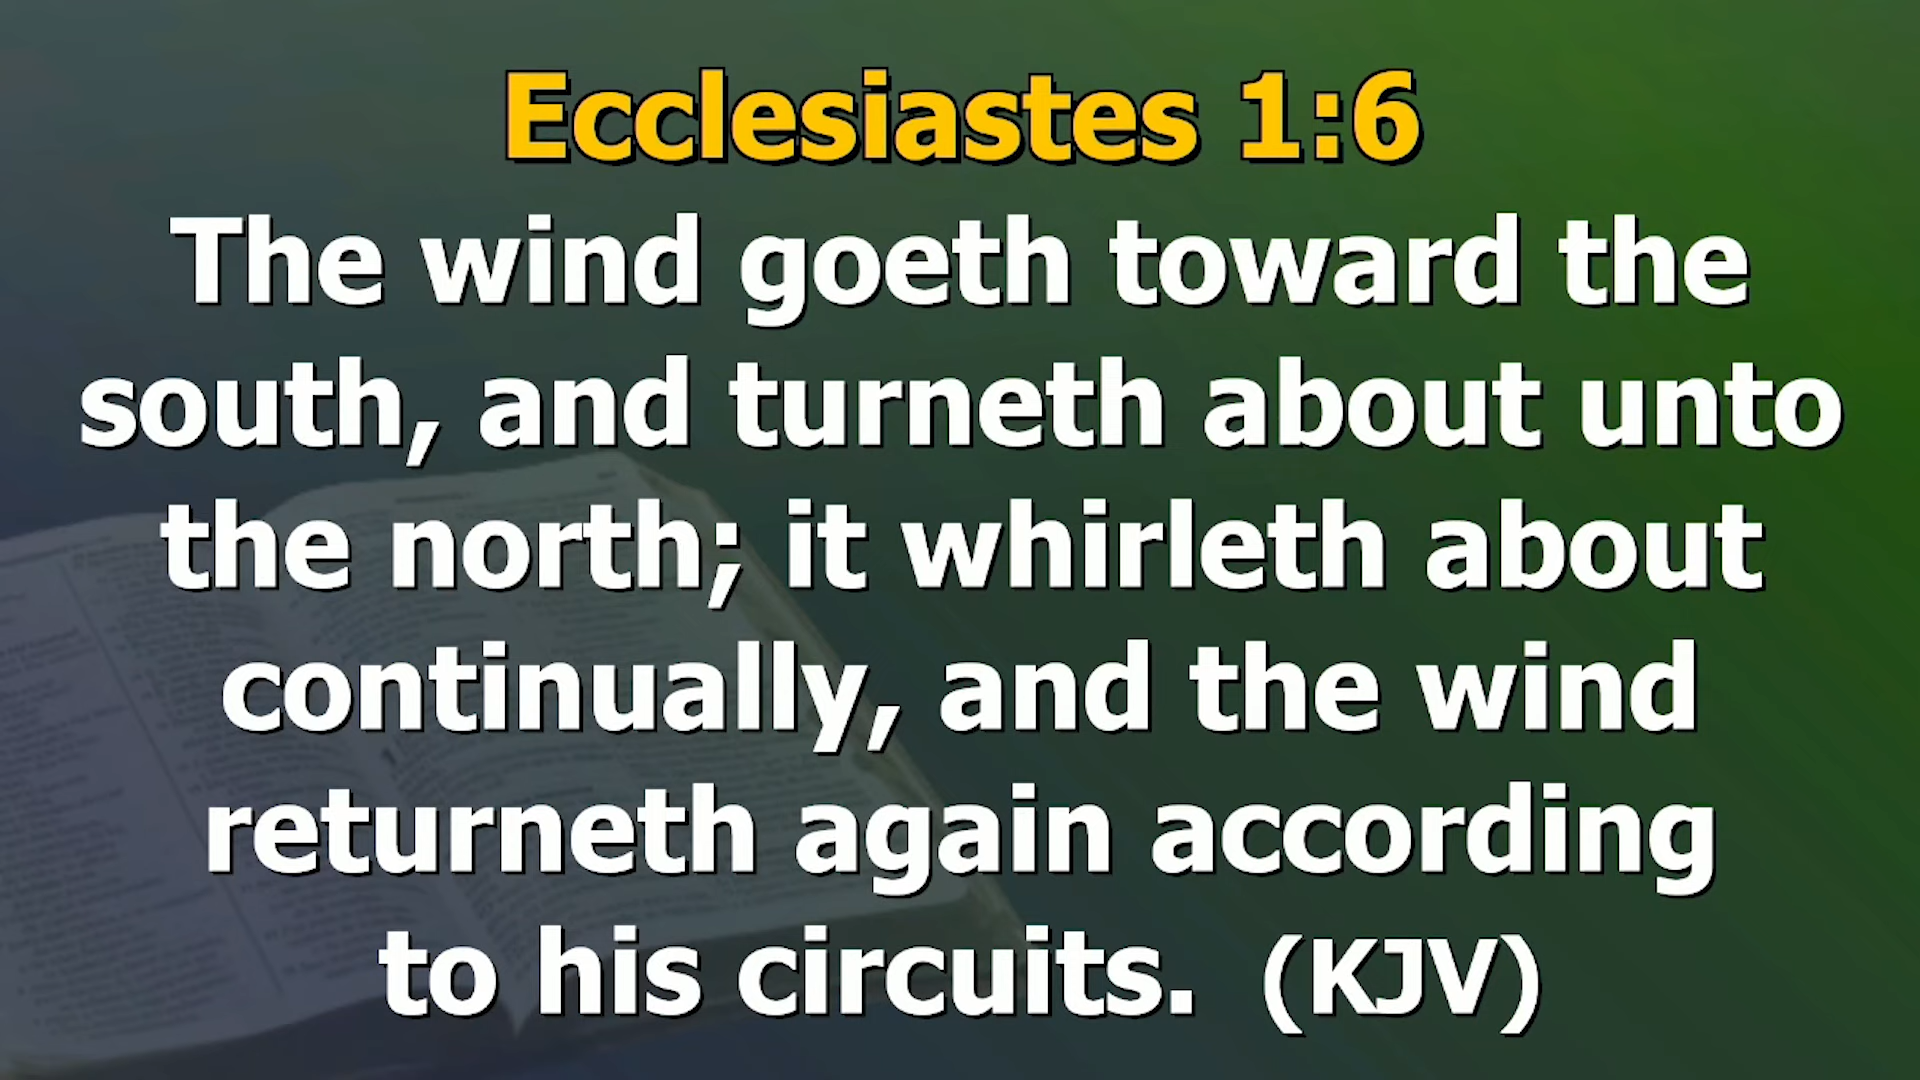 Ecclesiastes 1:6
The wind goeth toward the
south, and turneth about unto
the north; it whirleth about
continually, and the wind
returneth again according
to his circuits. (KJV)